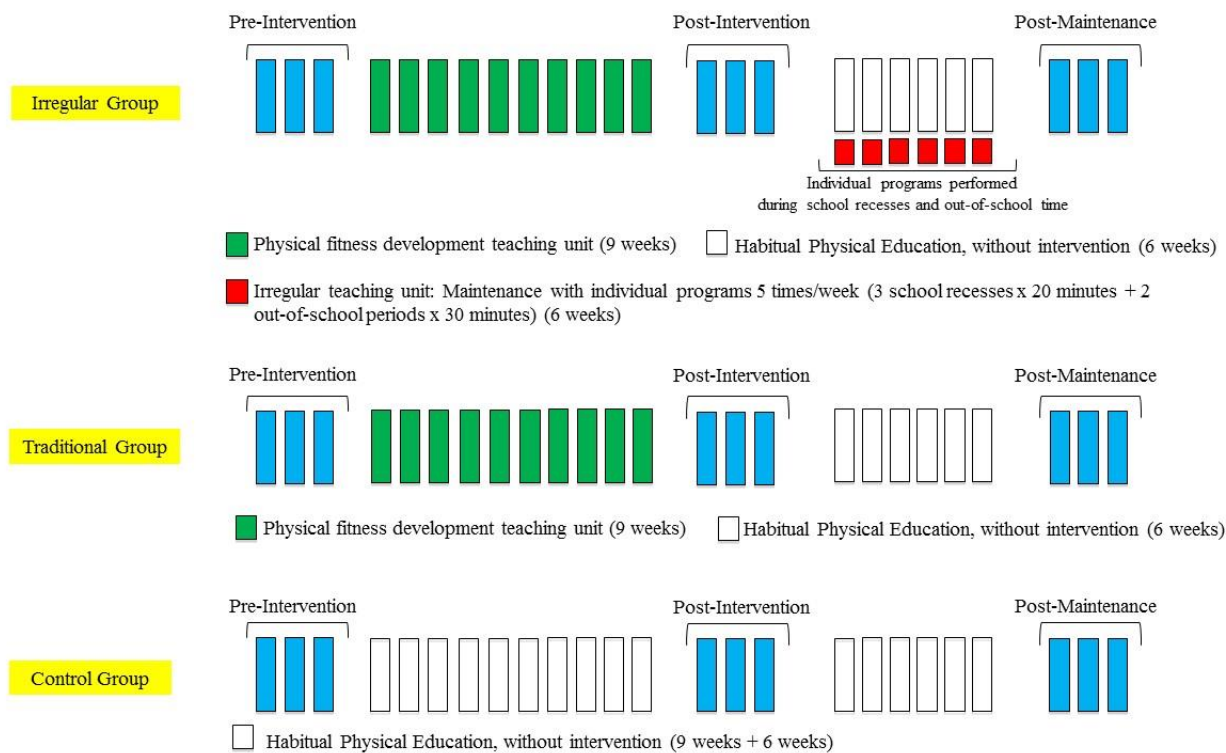 Pre-Intervention
Post-Intervention
Post-Maintenance
Irregular Group
Individual programs performed
during school recesses and out-of-school time
Physical fitness development teaching unit (9 weeks)
Habitual Physical Education, without intervention (6 weeks)
Irregular teaching unit: Maintenance with individual programs 5 times/week (3 school recesses x 20 minutes + 2
out-of-school periods x 30 minutes) (6 weeks)
Pre-Intervention
Post-Intervention
Post-Maintenance
Traditional Group
Physical fitness development teaching unit (9 weeks)
Habitual Physical Education, without intervention (6 weeks)
Pre-Intervention
Post-Intervention
Post-Maintenance
Control Group
Habitual Physical Education, without intervention (9 weeks + 6 weeks)